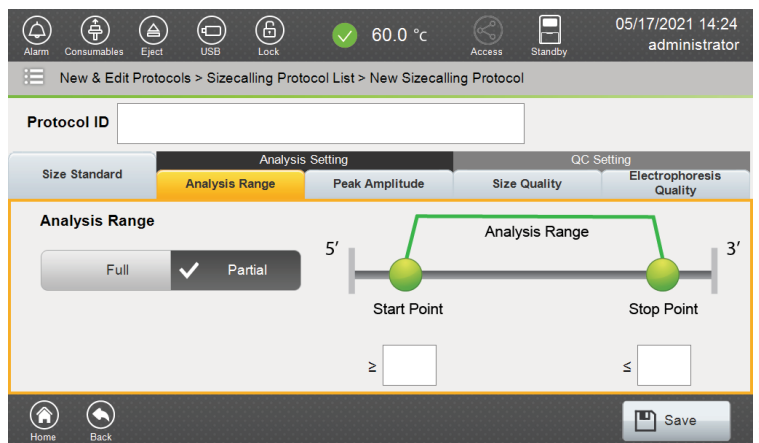 Alarm Consumables Eject USB Lock 60.0 °c Access Standby 05/17/2021 14:24
administrator
New & Edit Protocols > Sizecalling Protocol List > New Sizecalling Protocol
Protocol ID
Analysis Setting QC Setting
Size Standard Analysis Range Peak Amplitude Size Quality Electrophoresis
Quality
Analysis Range
Full Partial
5′ Analysis Range 3′
Start Point Stop Point
≥ ≤
Home Back Save